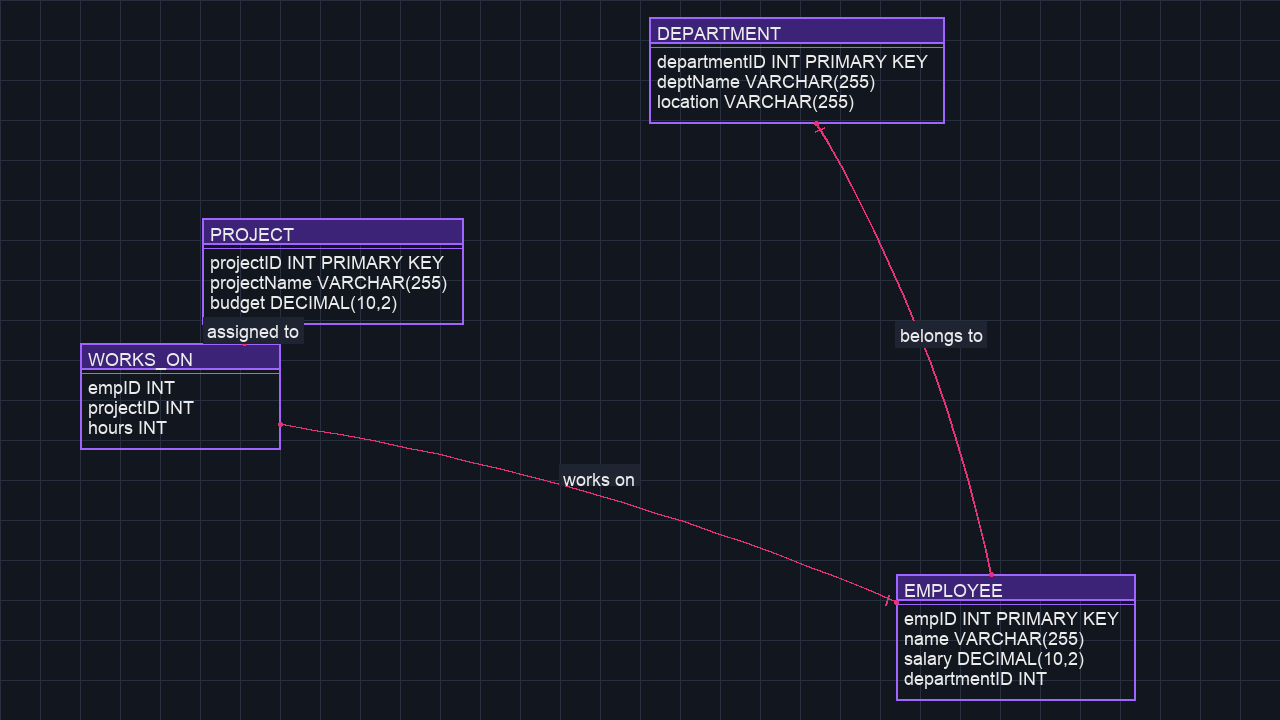 DEPARTMENT
departmentID INT PRIMARY KEY
deptName VARCHAR(255)
location VARCHAR(255)
PROJECT
projectID INT PRIMARY KEY
projectName VARCHAR(255)
budget DECIMAL(10,2)
assigned to
belongs to
WORKS_ON
empID INT
projectID INT
hours INT
works on
EMPLOYEE
empID INT PRIMARY KEY
name VARCHAR(255)
salary DECIMAL(10,2)
departmentID INT